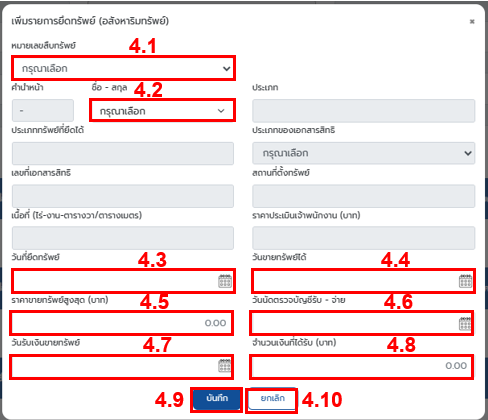 เพิ่มรายการยึดทรัพย์ (อสังหาริมทรัพย์) ×
หมายเลขสืบทรัพย์ 4.1
กรุณาเลือก
คำนำหน้า ชื่อ - สกุล 4.2 ประเภท
- กรุณาเลือก
ประเภททรัพย์ที่ยึดได้ ประเภทของเอกสารสิทธิ
กรุณาเลือก
เลขที่เอกสารสิทธิ สถานที่ตั้งทรัพย์
เนื้อที่ (ไร่-งาน-ตารางวา/ตารางเมตร) ราคาประเมินเจ้าพนักงาน (บาท)
วันที่ยึดทรัพย์ 4.3 วันขายทรัพย์ได้ 4.4
ราคาขายทรัพย์สูงสุด (บาท) 4.5 วันนัดตรวจบัญชีรับ - จ่าย 4.6
0.00
วันรับเงินขายทรัพย์ 4.7 จำนวนเงินที่ได้รับ (บาท) 4.8
0.00
4.9 บันทึก ยกเลิก 4.10